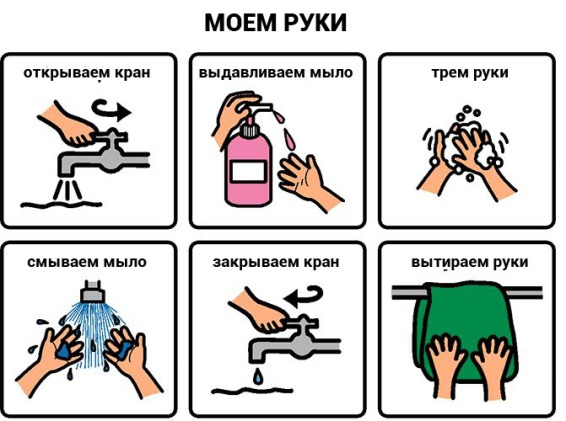 МОЕМ РУКИ
открываем кран
выдавливаем мыло
трем руки
смываем мыло
закрываем кран
вытираем руки